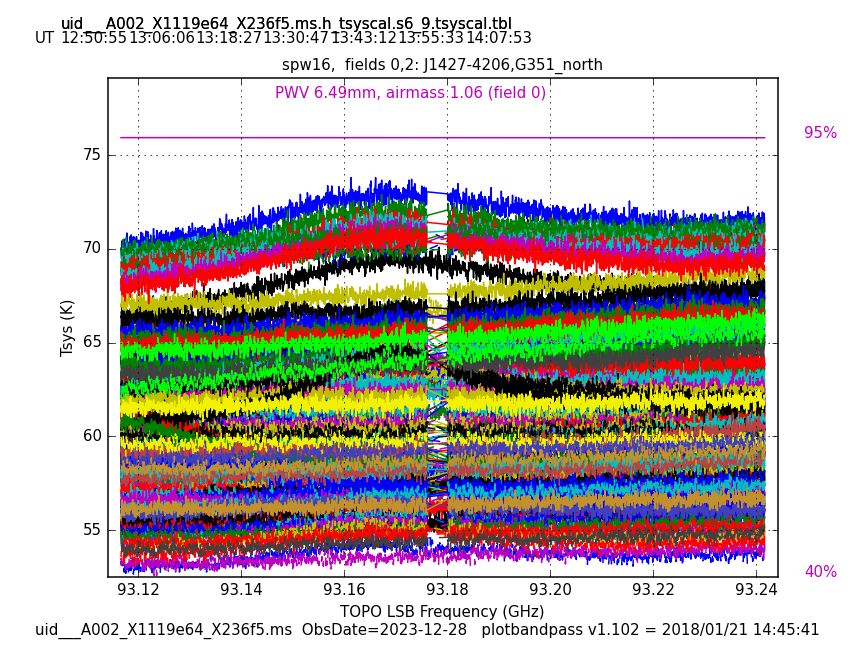 uid___A002_X1119e64_X236f5.ms.h_tsyscal.s6_9.tsyscal.tbl
UT 12:50:55 13:06:06 13:18:27 13:30:47 13:43:12 13:55:33 14:07:53
spw16, fields 0,2: J1427-4206,G351_north
PWV 6.49mm, airmass 1.06 (field 0)
95%
75
70
65
60
55
Tsys (K)
40%
93.12 93.14 93.16 93.18 93.20 93.22 93.24
TOPO LSB Frequency (GHz)
uid___A002_X1119e64_X236f5.ms ObsDate=2023-12-28 plotbandpass v1.102 = 2018/01/21 14:45:41